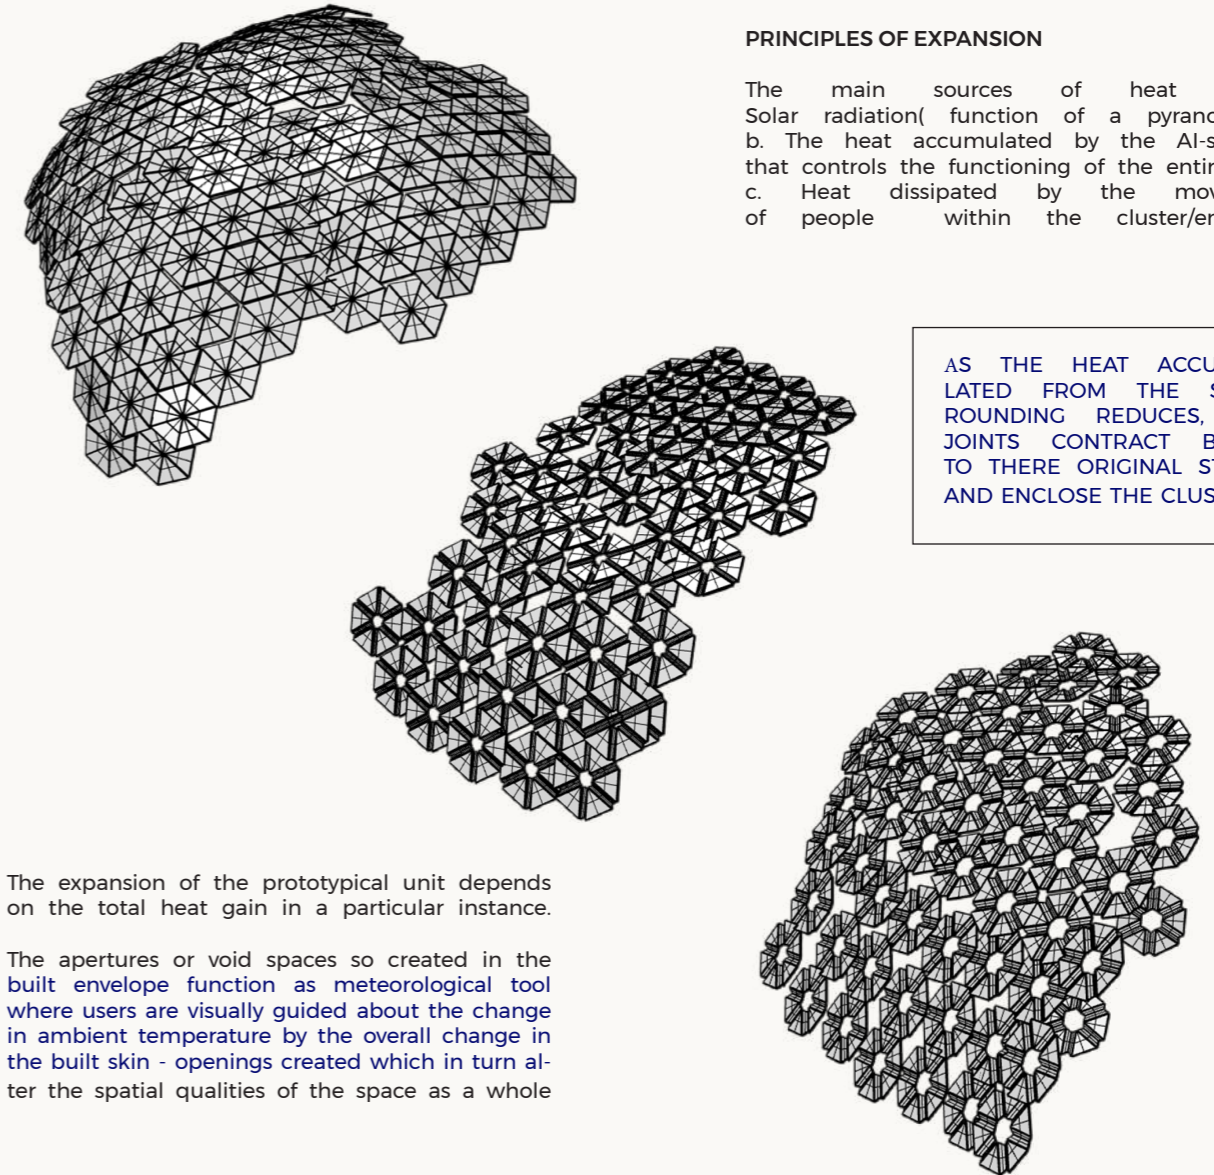 PRINCIPLES OF EXPANSION
The main sources of heat
Solar radiation( function of a
b. The heat accumulated by the
that controls the functioning of the
c. Heat dissipated by the
of people within the
AS THE HEAT
LATED FROM THE
ROUNDING REDUCES,
JOINTS CONTRACT
TO THERE ORIGINAL
AND ENCLOSE THE
The expansion of the prototypical unit depends
on the total heat gain in a particular instance.
The apertures or void spaces so created in the
built envelope function as meteorological tool
where users are visually guided about the change
in ambient temperature by the overall change in
the built skin - openings created which in turn al-
ter the spatial qualities of the space as a whole